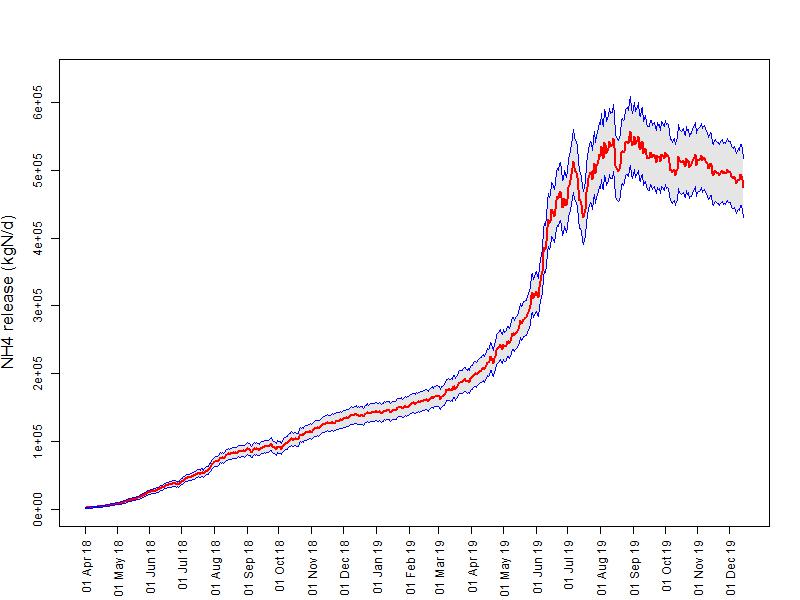 NH4 release (kgN/d)
6e+05
5e+05
4e+05
3e+05
2e+05
1e+05
0e+00
01 Apr 18
01 May 18
01 Jun 18
01 Jul 18
01 Aug 18
01 Sep 18
01 Oct 18
01 Nov 18
01 Dec 18
01 Jan 19
01 Feb 19
01 Mar 19
01 Apr 19
01 May 19
01 Jun 19
01 Jul 19
01 Aug 19
01 Sep 19
01 Oct 19
01 Nov 19
01 Dec 19